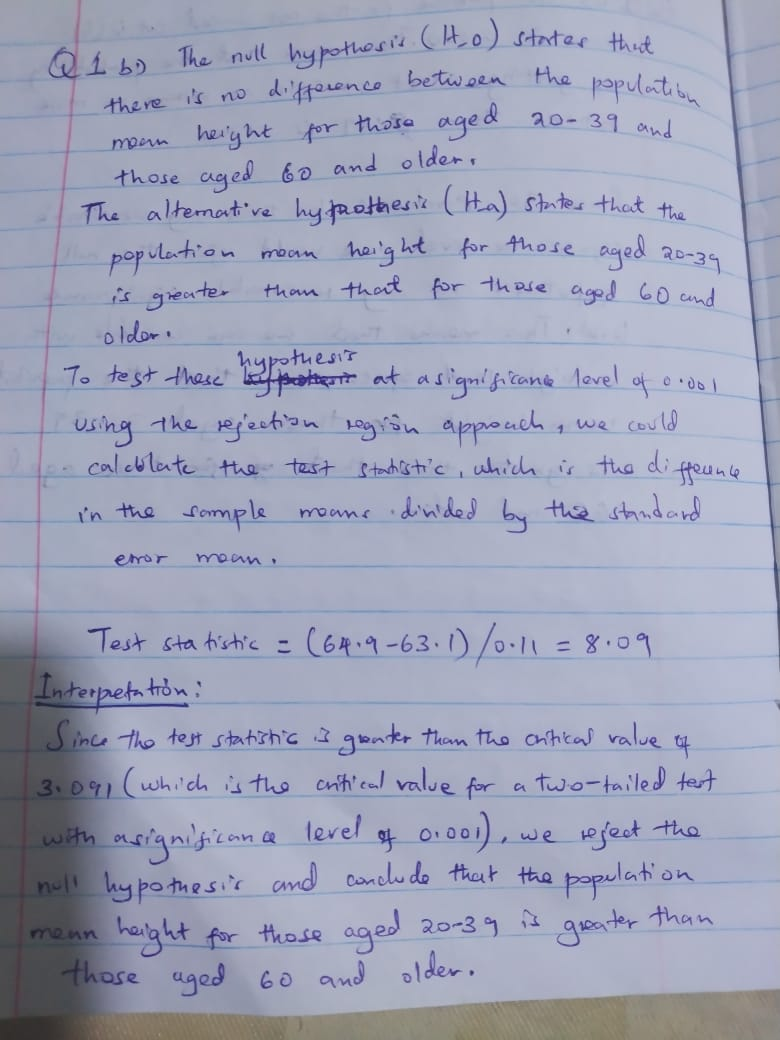 Q1 b.) The null hypothesis (H_0) states that
there is no difference between the population
mean height for those aged 20-39 and
those aged 60 and older.
The alternative hypothesis (H_a) states that the
population mean height for those aged 20-39
is greater than that for those aged 60 and
older.
hypothesis
To test these at a significance level of 0.001
using the rejection region approach, we could
calculate the test statistic, which is the difference
in the sample means divided by the standard
error mean.
Test statistic = (64.9-63.1)/0.11 = 8.09
Interpretation:
Since the test statistic is greater than the critical value of
3.091 (which is the critical value for a two-tailed test
with a significance level of 0.001), we reject the
null hypothesis and conclude that the population
mean height for those aged 20-39 is greater than
those aged 60 and older.